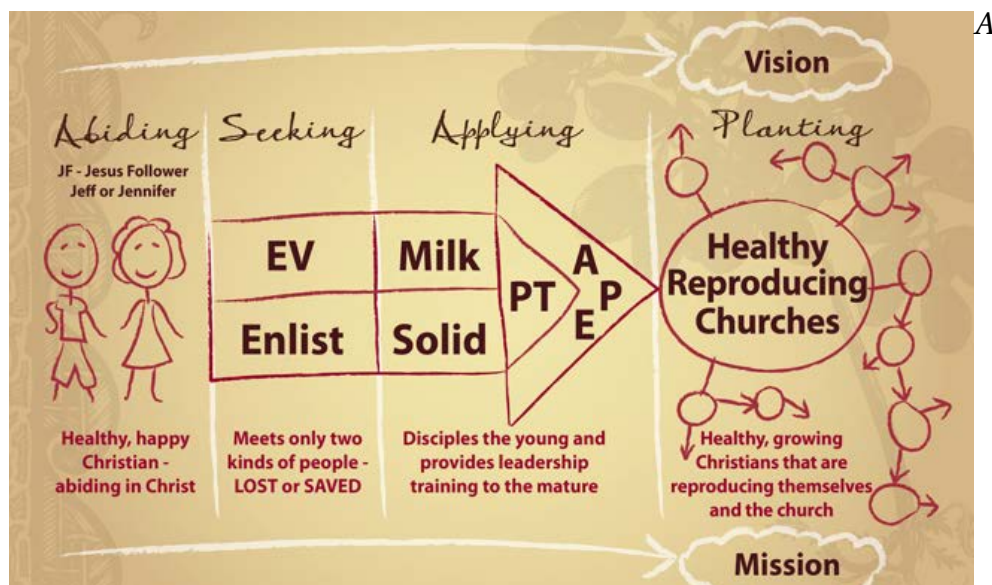 A
Vision
Abiding
Seeking
Applying
Planting
JF - Jesus Follower
Jeff or Jennifer
EV
Milk
Enlist
Solid
PT
A
P
E
Healthy
Reproducing
Churches
Healthy, happy
Christian -
abiding in Christ
Meets only two
kinds of people -
LOST or SAVED
Disciples the young and
provides leadership
training to the mature
Healthy, growing
Christians that are
reproducing themselves
and the church
Mission